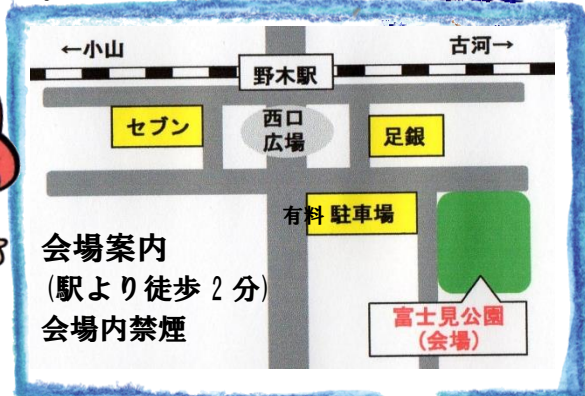 ←小山
古河→
野木駅
セブン
西口
広場
足銀
有料 駐車場
会場案内
(駅より徒歩 2 分)
会場内禁煙
富士見公園
(会場)